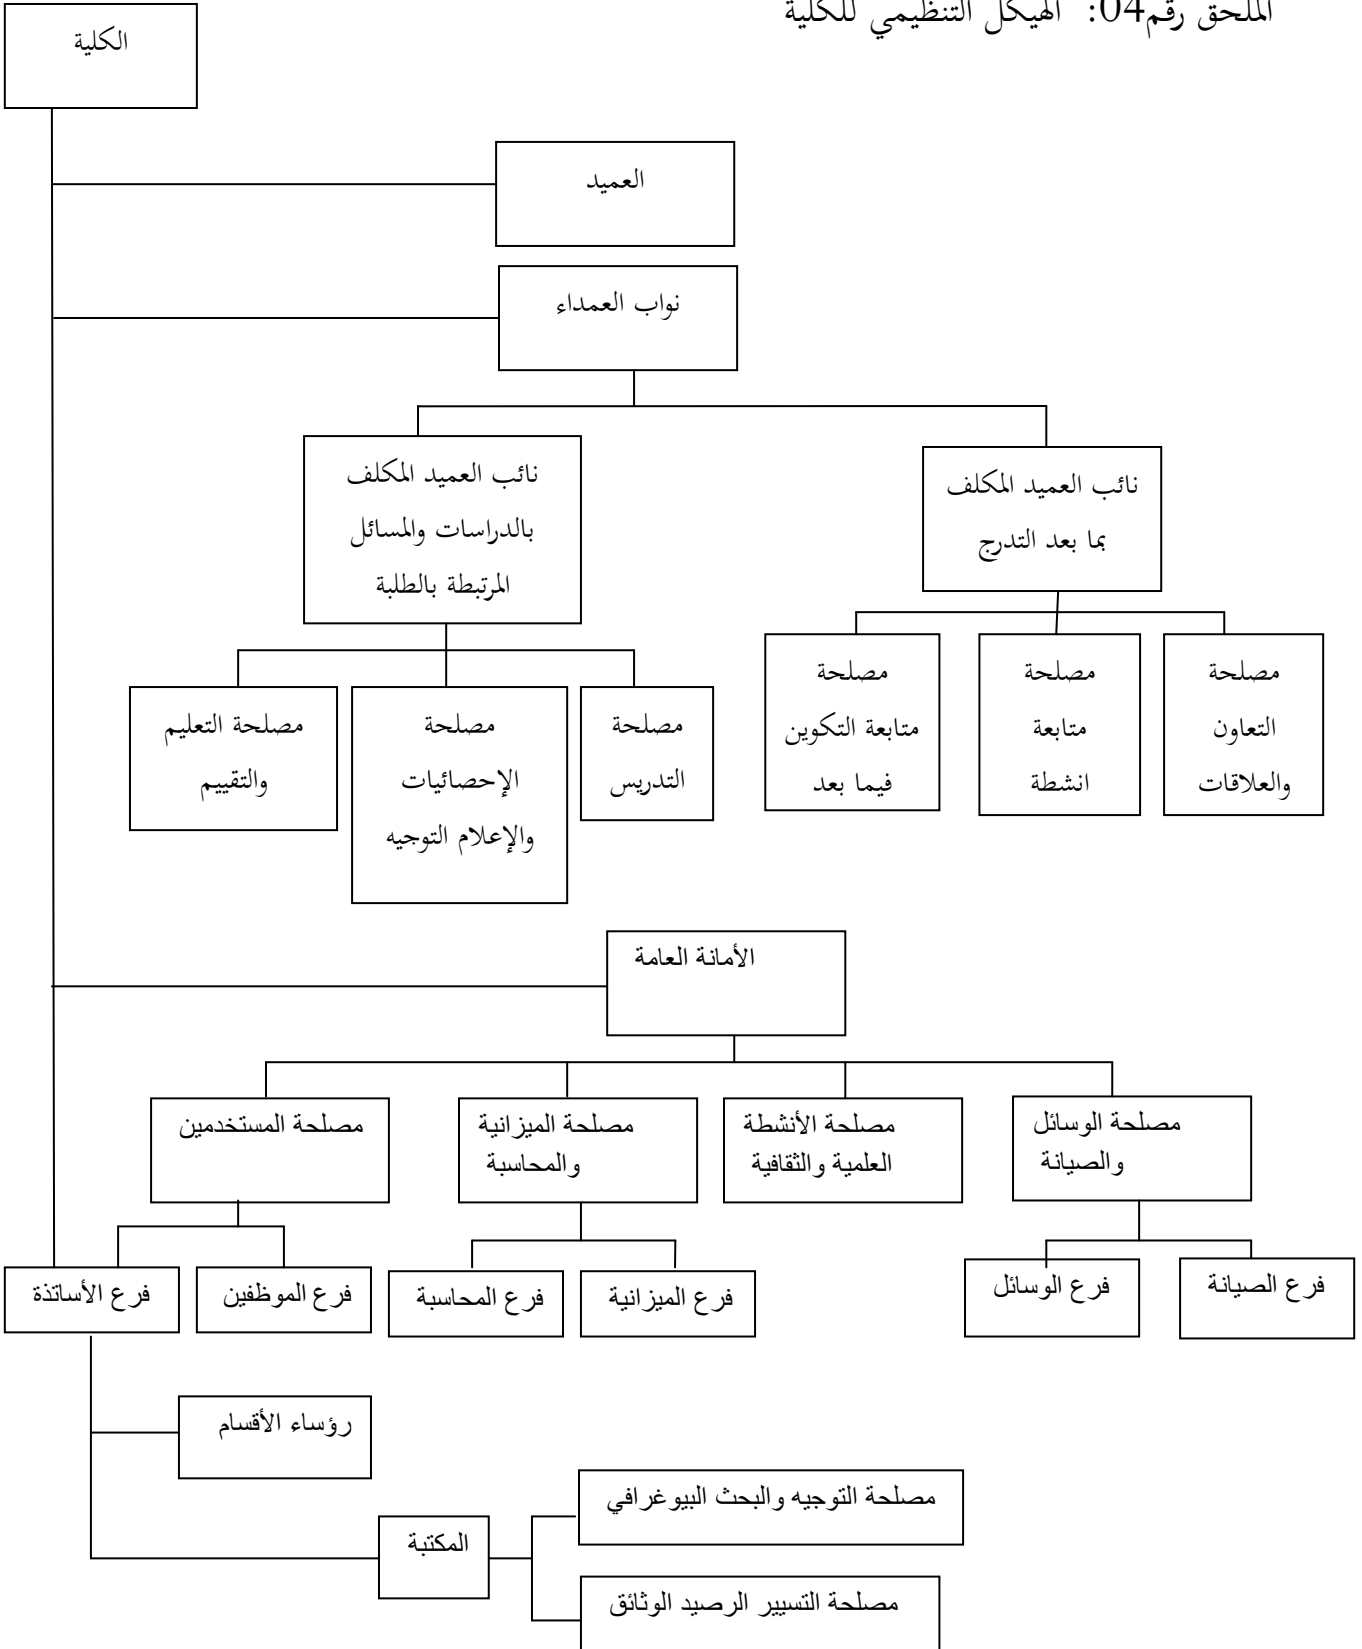 الملحق رقم04: الهيكل التنظيمي للكلية
الكلية
العميد
نواب العمداء
نائب العميد المكلف
بما بعد التدرج
نائب العميد المكلف
بالدراسات والمسائل
المرتبطة بالطلبة
مصلحة
التعاون
والعلاقات
مصلحة
متابعة
انشطة
مصلحة
متابعة التكوين
فيما بعد
مصلحة
التدريس
مصلحة
الإحصائيات
والإعلام التوجيه
مصلحة التعليم
والتقييم
الأمانة العامة
مصلحة الوسائل
والصيانة
مصلحة الأنشطة
العلمية والثقافية
مصلحة الميزانية
والمحاسبة
مصلحة المستخدمين
فرع الصيانة
فرع الوسائل
فرع الميزانية
فرع المحاسبة
فرع الموظفين
فرع الأساتذة
رؤساء الأقسام
مصلحة التوجيه والبحث البيوغرافي
المكتبة
مصلحة التسيير الرصيد الوثائق